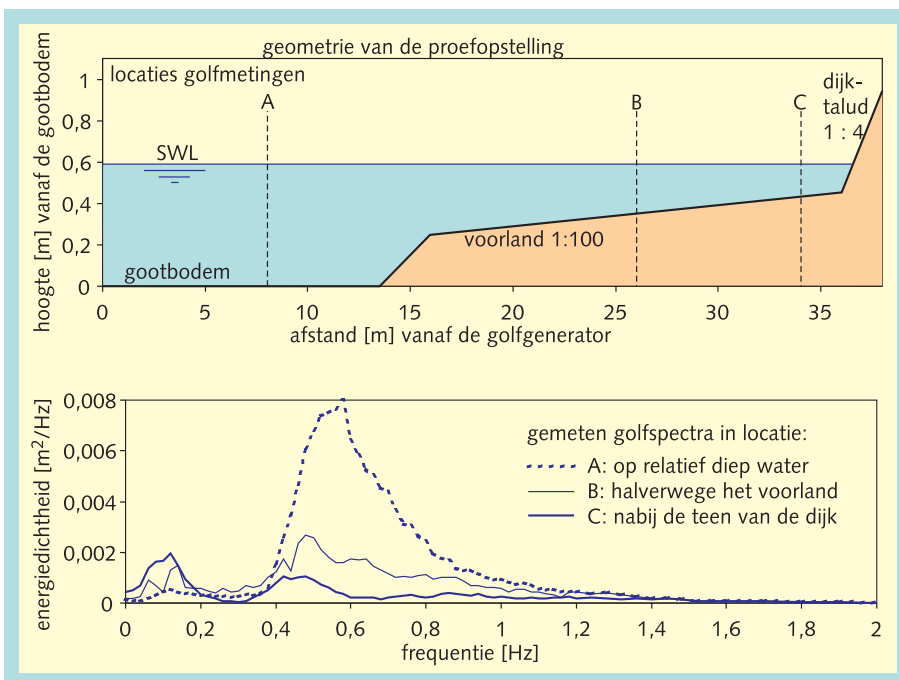 geometrie van de proefopstelling
locaties golfmetingen
hoogte [m] vanaf de gootbodem
1
0,8
0,6
0,4
0,2
0
A
B
C
dijk-
talud
1 : 4
SWL
voorland 1:100
gootbodem
0 5 10 15 20 25 30 35
afstand [m] vanaf de golfgenerator
energiedichtheid [m²/Hz]
0,008
0,006
0,004
0,002
0
gemeten golfspectra in locatie:
A: op relatief diep water
B: halverwege het voorland
C: nabij de teen van de dijk
0 0,2 0,4 0,6 0,8 1 1,2 1,4 1,6 1,8 2
frequentie [Hz]